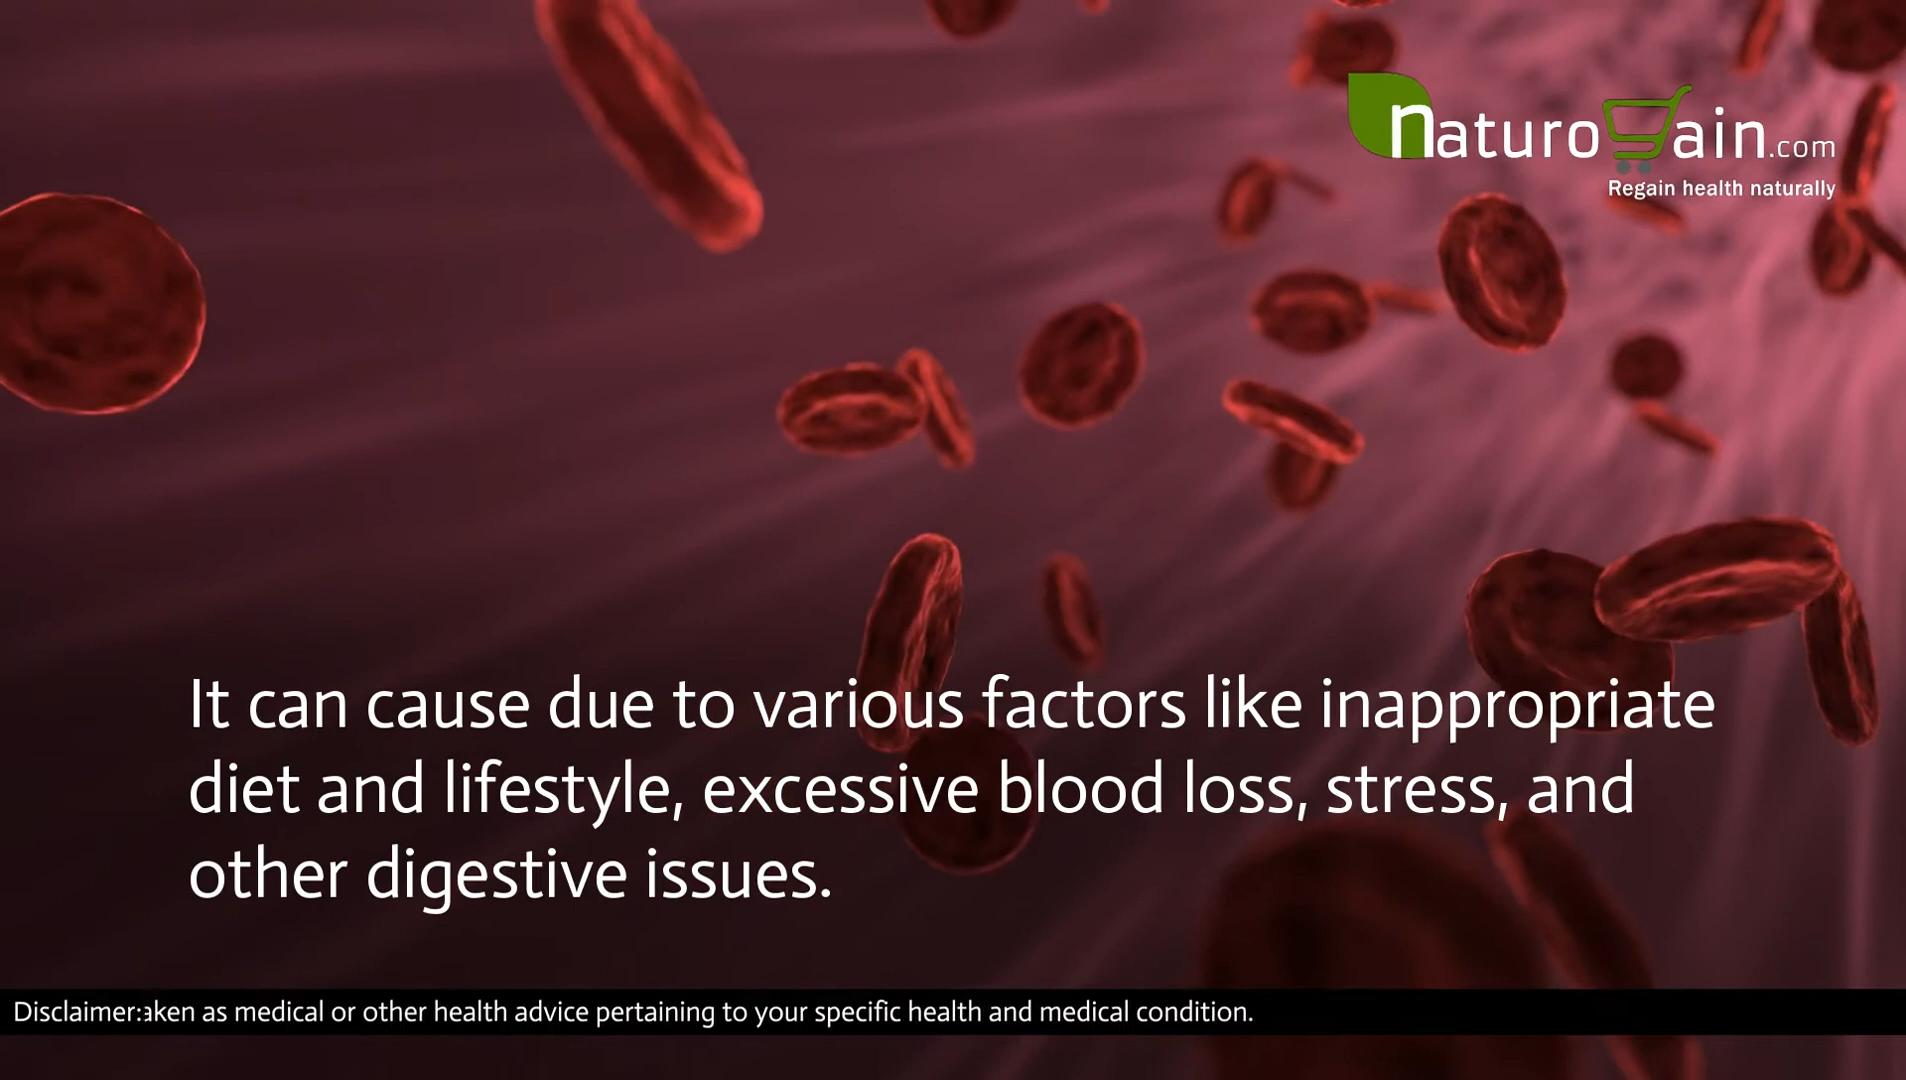 naturogain.com
Regain health naturally
It can cause due to various factors like inappropriate
diet and lifestyle, excessive blood loss, stress, and
other digestive issues.
Disclaimer:aken as medical or other health advice pertaining to your specific health and medical condition.